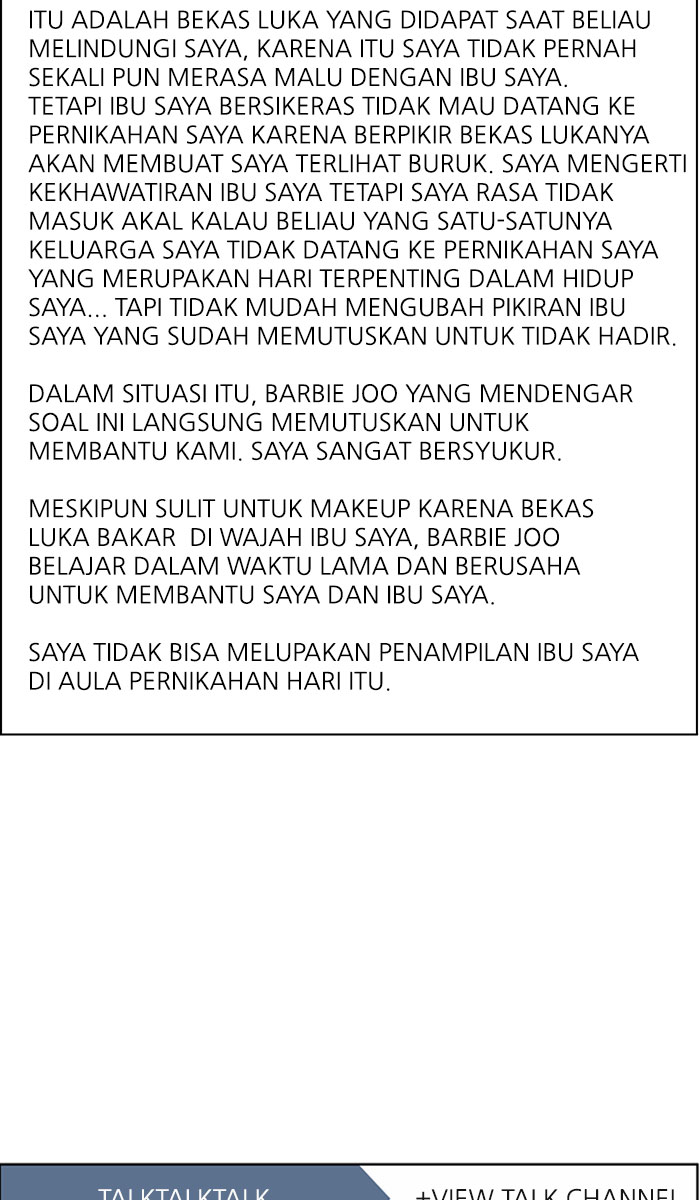 ITU ADALAH BEKAS LUKA YANG DIDAPAT SAAT BELIAU
MELINDUNGI SAYA, KARENA ITU SAYA TIDAK PERNAH
SEKALI PUN MERASA MALU DENGAN IBU SAYA.
TETAPI IBU SAYA BERSIKERAS TIDAK MAU DATANG KE
PERNIKAHAN SAYA KARENA BERPIKIR BEKAS LUKANYA
AKAN MEMBUAT SAYA TERLIHAT BURUK. SAYA MENGERTI
KEKHAWATIRAN IBU SAYA TETAPI SAYA RASA TIDAK
MASUK AKAL KALAU BELIAU YANG SATU-SATUNYA
KELUARGA SAYA TIDAK DATANG KE PERNIKAHAN SAYA
YANG MERUPAKAN HARI TERPENTING DALAM HIDUP
SAYA... TAPI TIDAK MUDAH MENGUBAH PIKIRAN IBU
SAYA YANG SUDAH MEMUTUSKAN UNTUK TIDAK HADIR.
DALAM SITUASI ITU, BARBIE JOO YANG MENDENGAR
SOAL INI LANGSUNG MEMUTUSKAN UNTUK
MEMBANTU KAMI. SAYA SANGAT BERSYUKUR.
MESKIPUN SULIT UNTUK MAKEUP KARENA BEKAS
LUKA BAKAR DI WAJAH IBU SAYA, BARBIE JOO
BELAJAR DALAM WAKTU LAMA DAN BERUSAHA
UNTUK MEMBANTU SAYA DAN IBU SAYA.
SAYA TIDAK BISA MELUPAKAN PENAMPILAN IBU SAYA
DI AULA PERNIKAHAN HARI ITU.
TALKTALKTALK
+VIEW TALK CHANNEL